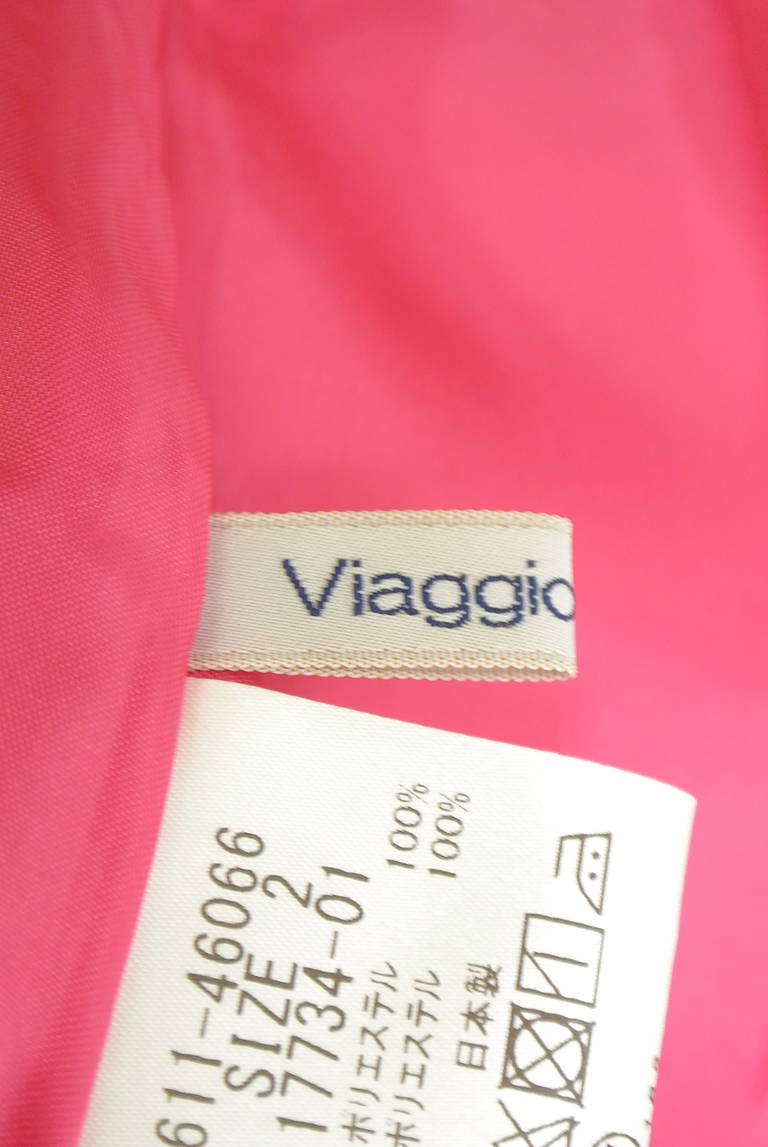 Viaggio
611-46066
SIZE 2
17734-01
ポリエステル 100%
ポリエステル 100%
日本製